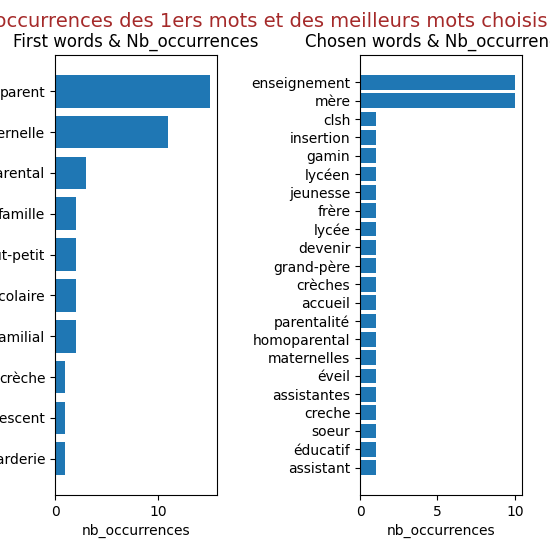 occurrences des 1ers mots et des meilleurs mots choisis
First words & Nb_occurrences
parent
ernelle
arental
famille
ut-petit
colaire
amilial
crèche
escent
arderie
0 10
nb_occurrences
Chosen words & Nb_occurren
enseignement
mère
clsh
insertion
gamin
lycéen
jeunesse
frère
lycée
devenir
grand-père
crèches
accueil
parentalité
homoparental
maternelles
éveil
assistantes
creche
soeur
éducatif
assistant
0 5 10
nb_occurrences